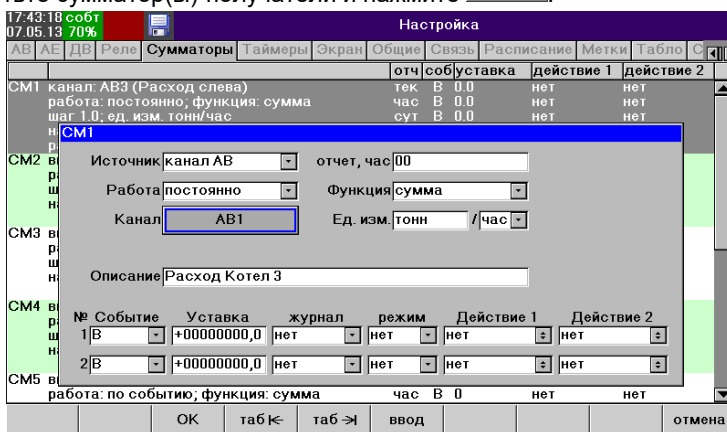 получатели и нажмите
17:43:18 собт
07.05.13 70%
Настройка
АВ АЕ ДВ Реле Сумматоры Таймеры Экран Общие Связь Расписание Метки Табло С
отч соб уставка действие 1 действие 2
СМ1 канал: АВ3 (Расход слева) тек В 0.0 нет нет
работа: постоянно; функция: сумма час В 0.0 нет нет
шаг 1.0; ед. изм. тонн/час сут В 0.0 нет нет
СМ1
Источник канал АВ отчет, час 00
СМ2
Работа постоянно Функция сумма
Канал АВ1 Ед. изм. тонн / час
СМ3
Описание Расход Котел 3
СМ4
№ Событие Уставка журнал режим Действие 1 Действие 2
1 В +00000000,0 нет нет нет нет
2 В +00000000,0 нет нет нет нет
СМ5
работа: по событию; функция: сумма час В 0 нет нет
ОК таб |← таб →| ввод отмена